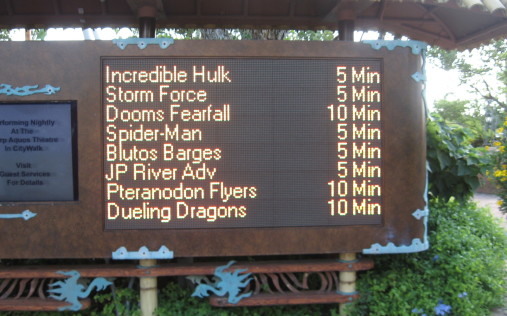 Incredible Hulk 5 Min
Storm Force 5 Min
Dooms Fearfall 10 Min
Spider-Man 5 Min
Blutos Barges 5 Min
JP River Adv 5 Min
Pteranodon Flyers 10 Min
Dueling Dragons 10 Min
Nightly
At The
Aqeos Theatre
In CityWalk
Visit
Guest Services
For Details